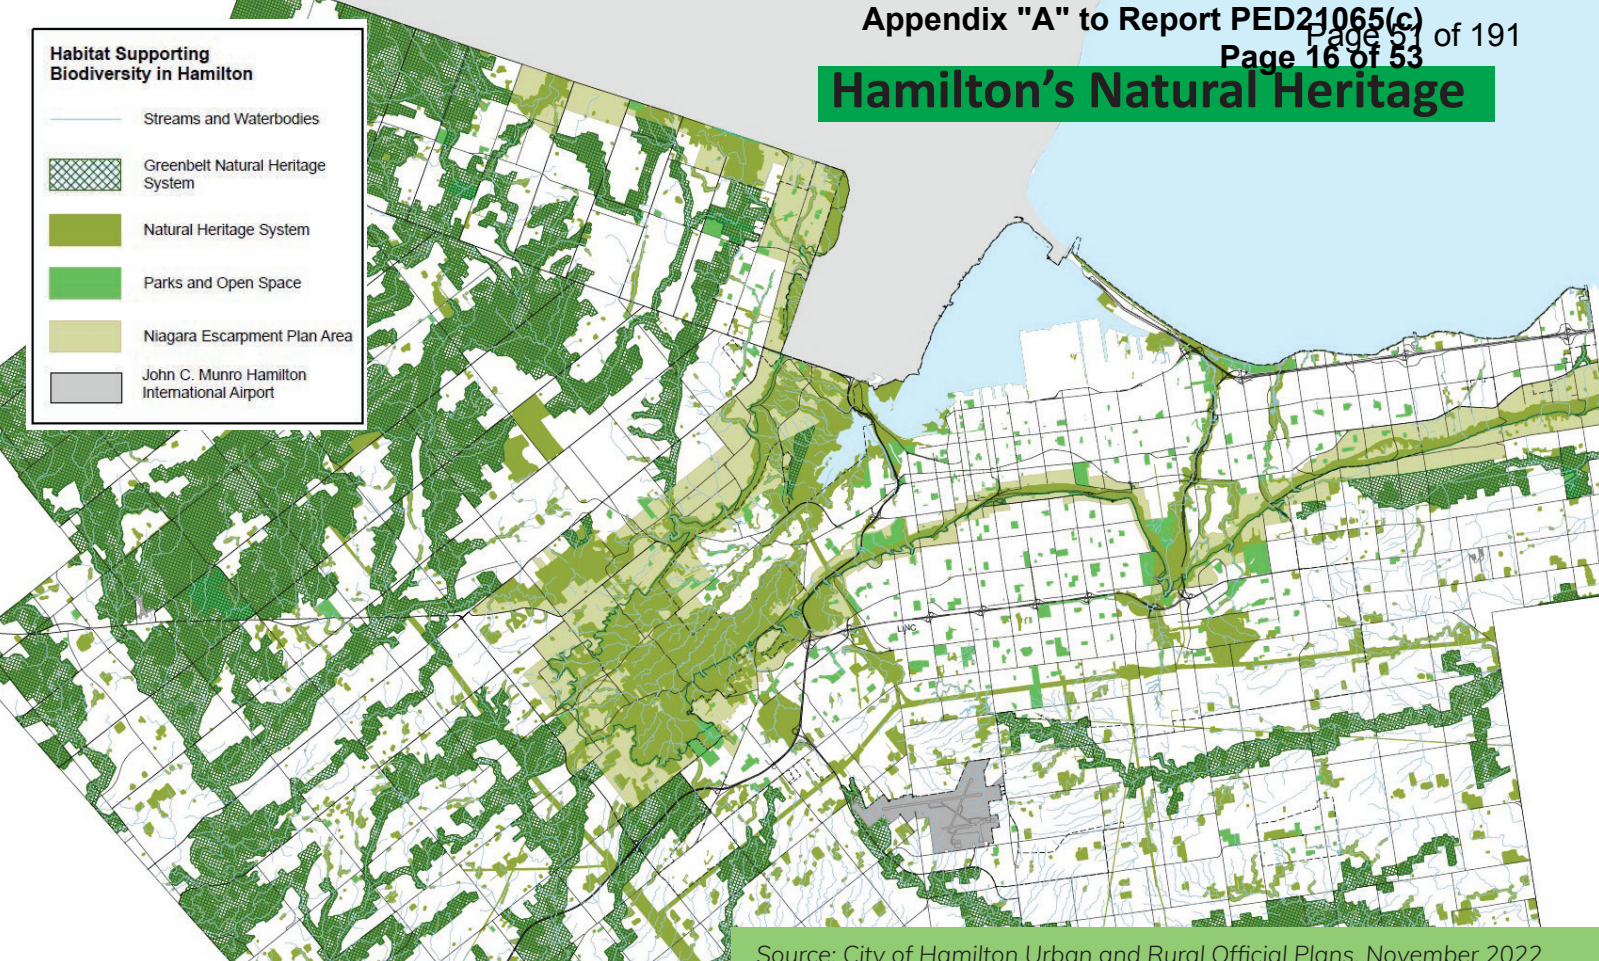 Appendix "A" to Report PED21065(c)
Page 51 of 191
Page 16 of 53
Hamilton's Natural Heritage
Habitat Supporting
Biodiversity in Hamilton
Streams and Waterbodies
Greenbelt Natural Heritage
System
Natural Heritage System
Parks and Open Space
Niagara Escarpment Plan Area
John C. Munro Hamilton
International Airport
LINC
Source: City of Hamilton Urban and Rural Official Plans, November 2022